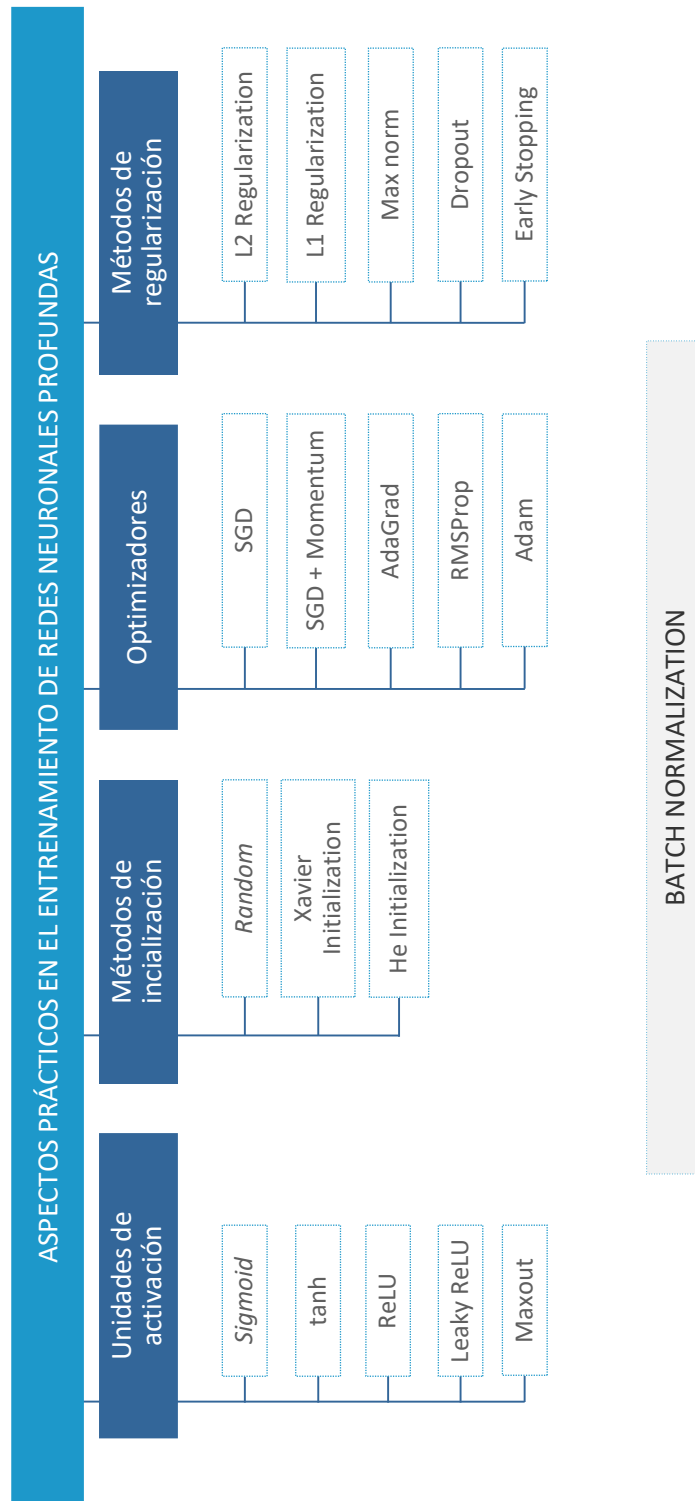 ASPECTOS PRÁCTICOS EN EL ENTRENAMIENTO DE REDES NEURONALES PROFUNDAS
Unidades de
activación
Sigmoid
tanh
ReLU
Leaky ReLU
Maxout
Métodos de
incialización
Random
Xavier
Initialization
He Initialization
Optimizadores
SGD
SGD + Momentum
AdaGrad
RMSProp
Adam
Métodos de
regularización
L2 Regularization
L1 Regularization
Max norm
Dropout
Early Stopping
BATCH NORMALIZATION